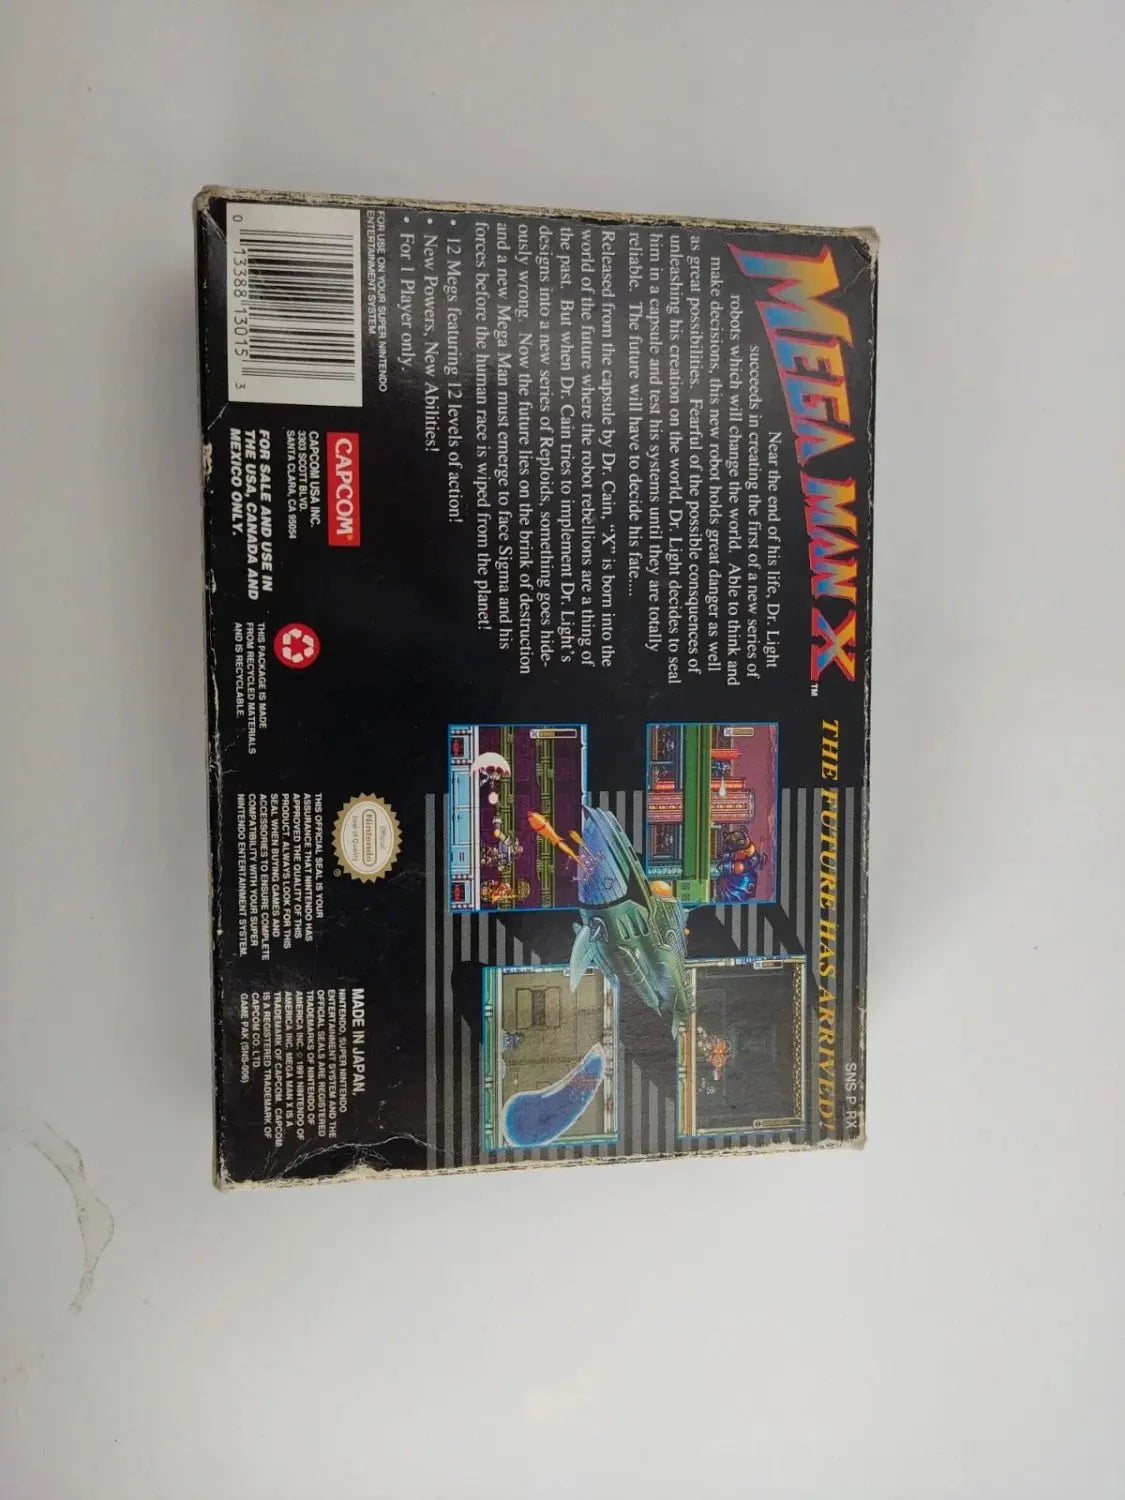 MEGA MAN X™
THE FUTURE HAS ARRIVED!
SNS-P-RX
Near the end of his life, Dr. Light
succeeds in creating the first of a new series of
robots which will change the world. Able to think and
make decisions, this new robot holds great danger as well
as great possibilities. Fearful of the possible consquences of
unleashing his creation on the world, Dr. Light decides to seal
him in a capsule and test his systems until they are totally
reliable. The future will have to decide his fate....
Released from the capsule by Dr. Cain, "X" is born into the
world of the future where the robot rebellions are a thing of
the past. But when Dr. Cain tries to implement Dr. Light's
designs into a new series of Reploids, something goes hide-
ously wrong. Now the future lies on the brink of destruction
and a new Mega Man must emerge to face Sigma and his
forces before the human race is wiped from the planet!
• 12 Megs featuring 12 levels of action!
• New Powers, New Abilities!
• For 1 Player only.
FOR USE ON YOUR SUPER NINTENDO
ENTERTAINMENT SYSTEM
0 13388 13015 3
CAPCOM®
CAPCOM USA INC.
3303 SCOTT BLVD.
SANTA CLARA, CA 95054
FOR SALE AND USE IN
THE USA, CANADA AND
MEXICO ONLY.
THIS PACKAGE IS MADE
FROM RECYCLED MATERIALS
AND IS RECYCLABLE.
Official
Nintendo
Seal of Quality
®
THIS OFFICIAL SEAL IS YOUR
ASSURANCE THAT NINTENDO HAS
APPROVED THE QUALITY OF THIS
PRODUCT. ALWAYS LOOK FOR THIS
SEAL WHEN BUYING GAMES AND
ACCESSORIES TO ENSURE COMPLETE
COMPATIBILITY WITH YOUR SUPER
NINTENDO ENTERTAINMENT SYSTEM.
MADE IN JAPAN.
NINTENDO, SUPER NINTENDO
ENTERTAINMENT SYSTEM AND THE
OFFICIAL SEALS ARE REGISTERED
TRADEMARKS OF NINTENDO OF
AMERICA INC. © 1991 NINTENDO OF
AMERICA INC. MEGA MAN X IS A
TRADEMARK OF CAPCOM. CAPCOM
IS A REGISTERED TRADEMARK OF
CAPCOM CO. LTD.
GAME PAK (SNS-006)